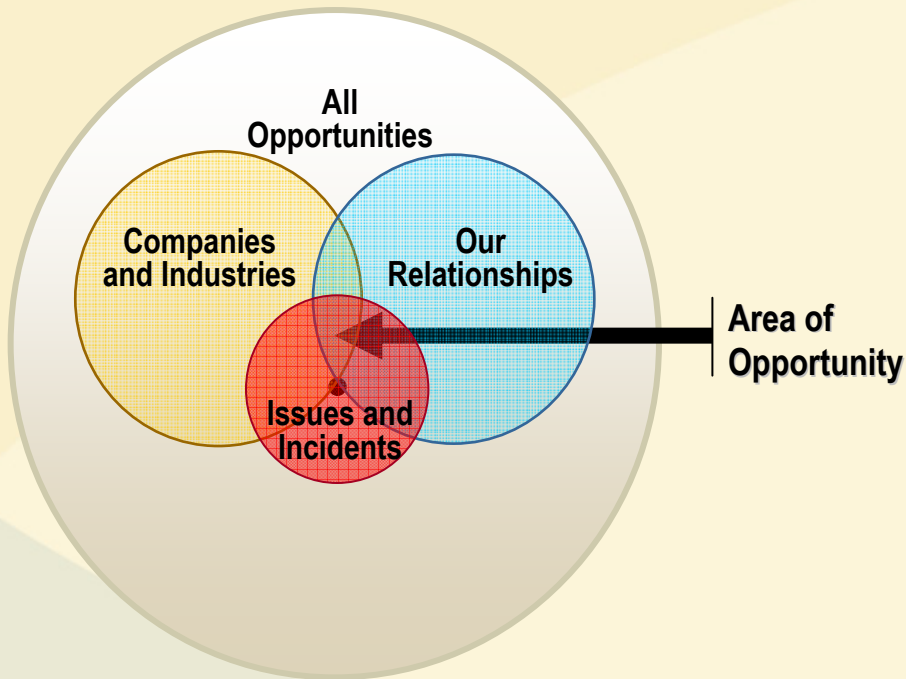 All
Opportunities
Companies
and Industries
Our
Relationships
Area of
Opportunity
Issues and
Incidents